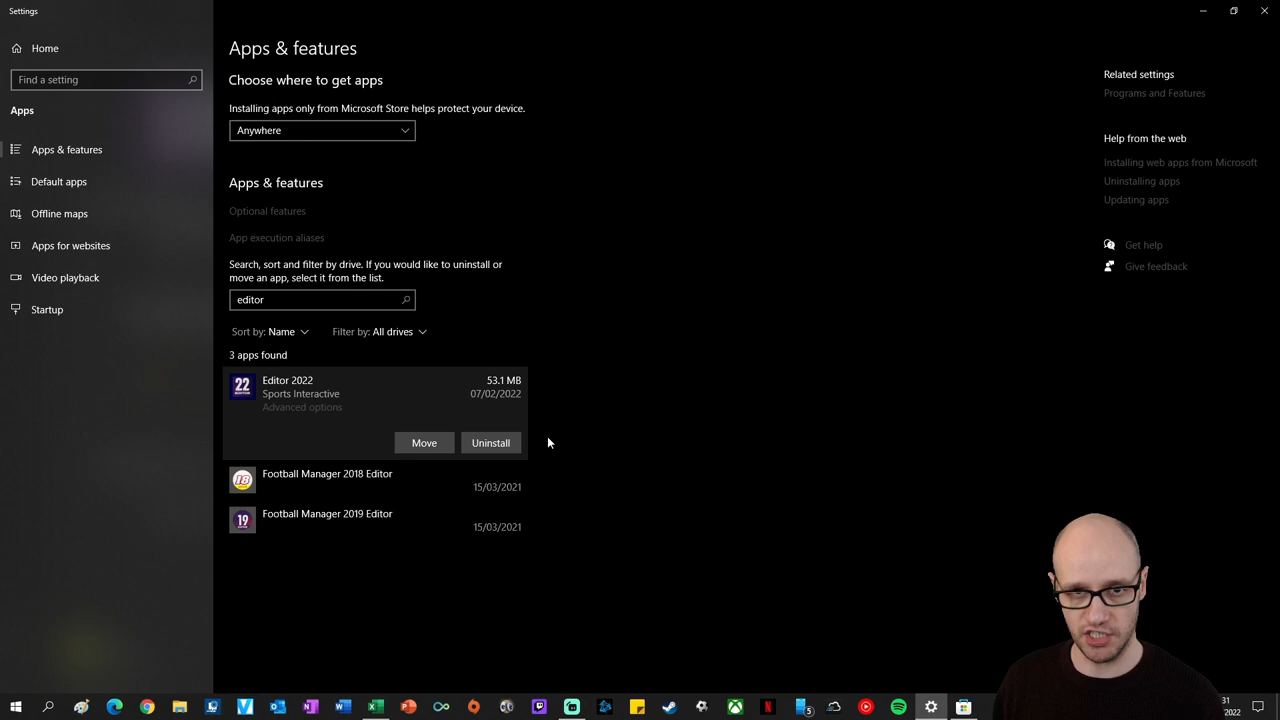 Settings
Home
Find a setting
Apps
Apps & features
Default apps
Offline maps
Apps for websites
Video playback
Startup
Apps & features
Choose where to get apps
Installing apps only from Microsoft Store helps protect your device.
Anywhere
Apps & features
Optional features
App execution aliases
Search, sort and filter by drive. If you would like to uninstall or
move an app, select it from the list.
editor
Sort by: Name
Filter by: All drives
3 apps found
22
Editor 2022
53.1 MB
Sports Interactive
07/02/2022
Advanced options
Move
Uninstall
18
Football Manager 2018 Editor
15/03/2021
19
Football Manager 2019 Editor
15/03/2021
Related settings
Programs and Features
Help from the web
Installing web apps from Microsoft
Uninstalling apps
Updating apps
Get help
Give feedback
5
31
2022